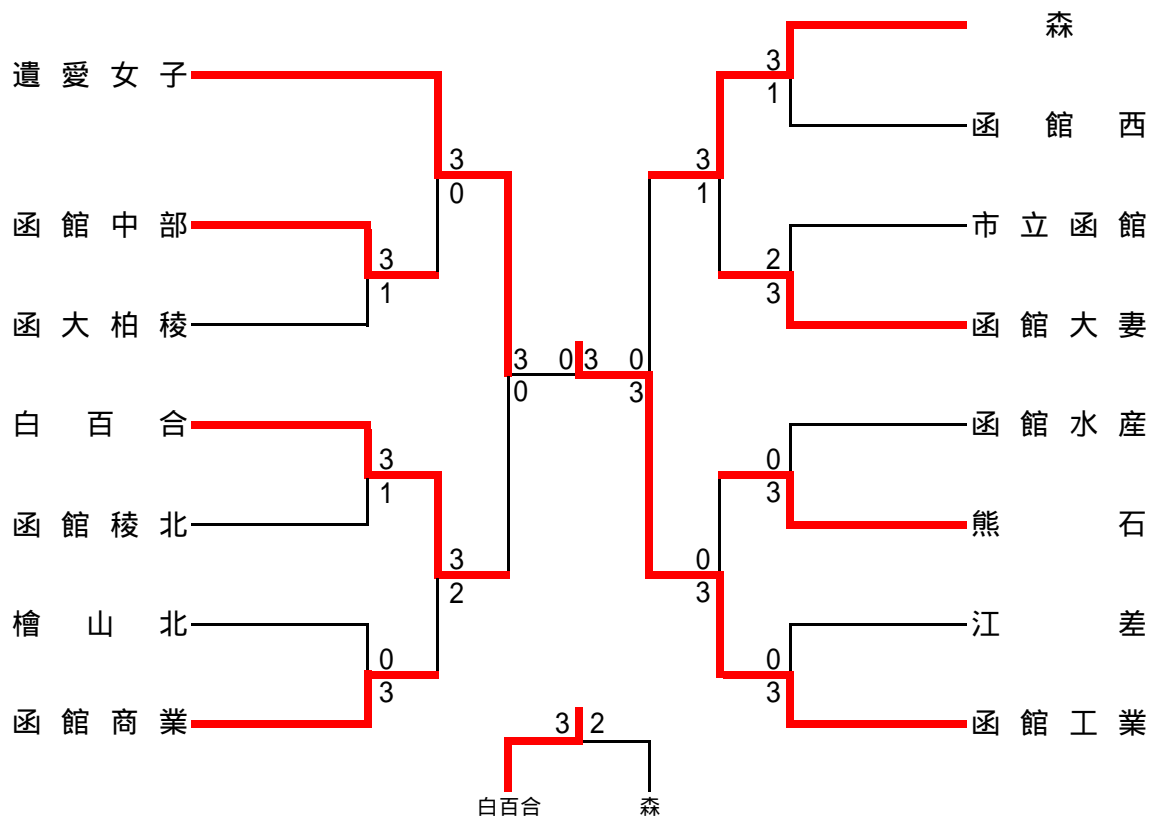 森
遺愛女子
3
1
函館西
3
0
3
1
函館中部
市立函館
3
1
2
3
函大柏稜
函館大妻
3 0 3 0
0 3
白百合
函館水産
3
1
0
3
函館稜北
熊石
3
2
0
3
檜山北
江差
0
3
0
3
函館商業
函館工業
3 2
白百合 森